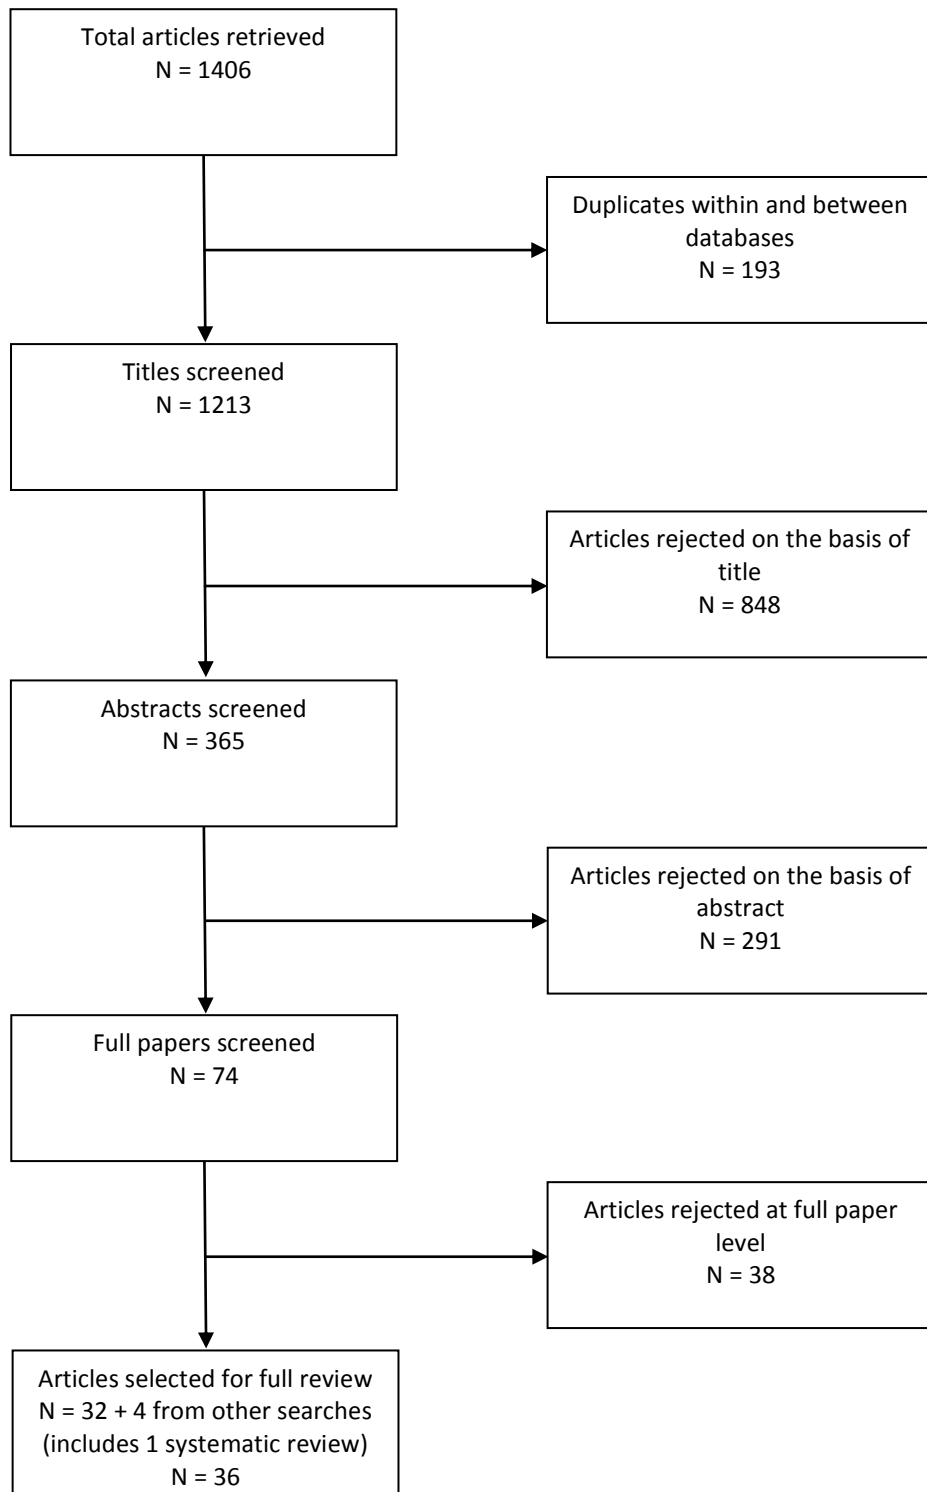 Total articles retrieved
N = 1406
Duplicates within and between
databases
N = 193
Titles screened
N = 1213
Articles rejected on the basis of
title
N = 848
Abstracts screened
N = 365
Articles rejected on the basis of
abstract
N = 291
Full papers screened
N = 74
Articles rejected at full paper
level
N = 38
Articles selected for full review
N = 32 + 4 from other searches
(includes 1 systematic review)
N = 36